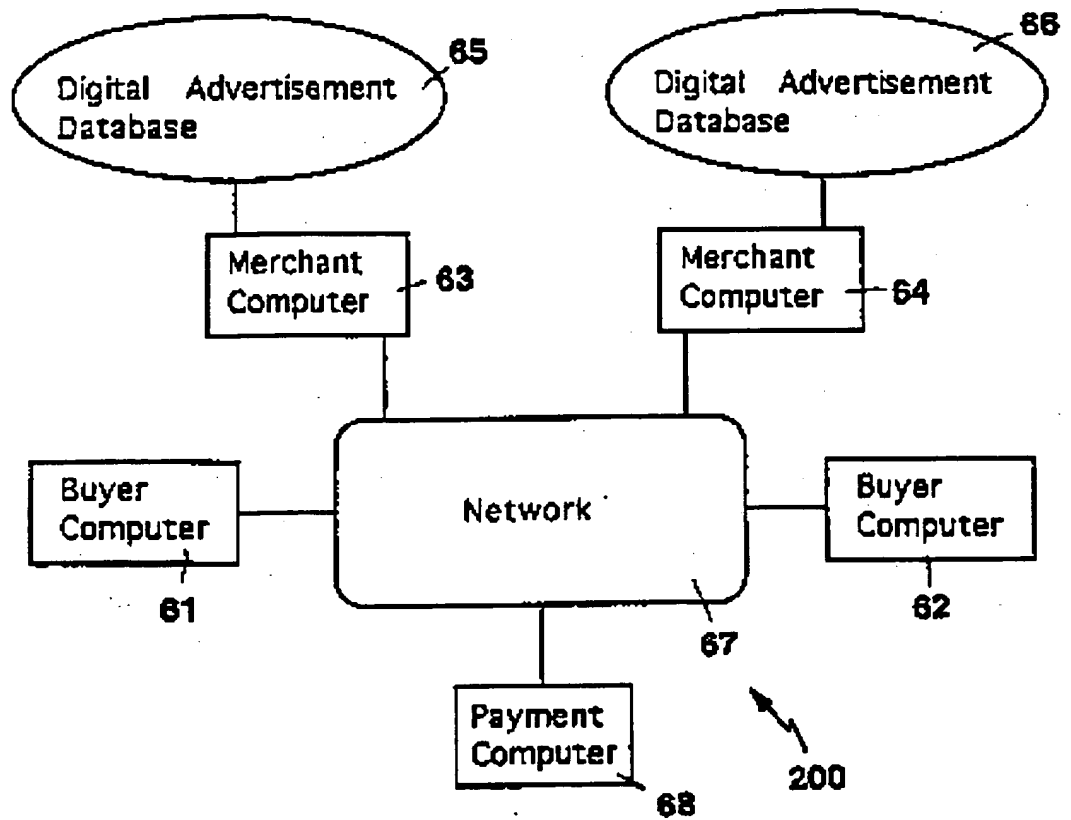 65
Digital Advertisement
Database
66
Digital Advertisement
Database
Merchant
Computer
63
Merchant
Computer
64
Buyer
Computer
61
Network
67
Buyer
Computer
62
Payment
Computer
68
200